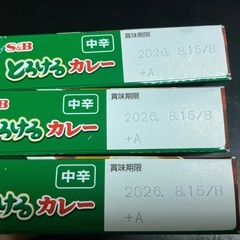 S&B
中辛
とろける カレー
賞味期限
2026. 8.15/B
+A
S&B
中辛
とろける カレー
賞味期限
2026. 8.15/B
+A
中辛
ろける カレー
賞味期限
2026. 8.15/B
+A